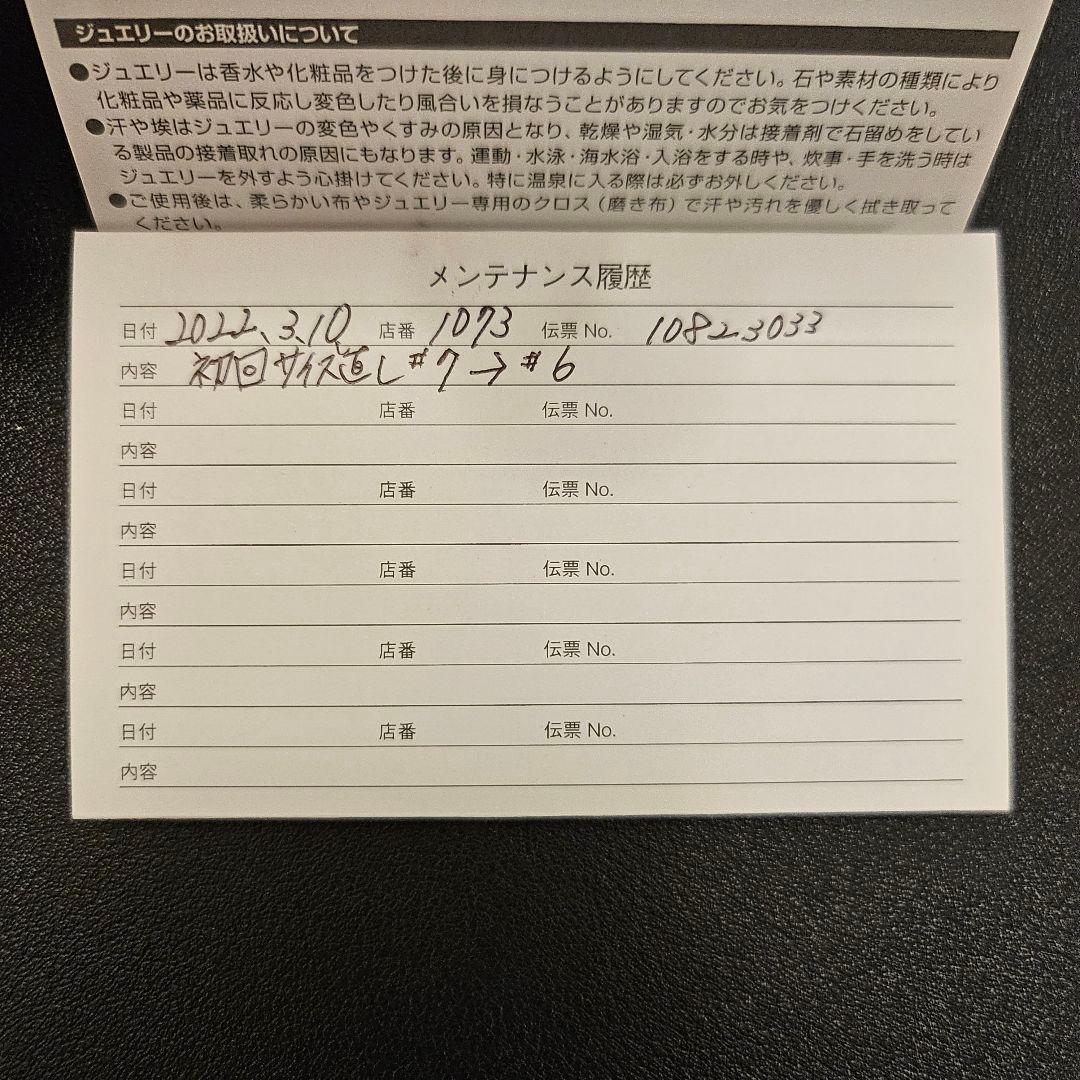 ジュエリーのお取扱いについて
●ジュエリーは香水や化粧品をつけた後に身につけるようにしてください。石や素材の種類により
化粧品や薬品に反応し変色したり風合いを損なうことがありますのでお気をつけください。
●汗や埃はジュエリーの変色やくすみの原因となり、乾燥や湿気・水分は接着剤で石留めをしてい
る製品の接着取れの原因にもなります。運動・水泳・海水浴・入浴をする時や、炊事・手を洗う時は
ジュエリーを外すよう心掛けてください。特に温泉に入る際は必ずお外しください。
●ご使用後は、柔らかい布やジュエリー専用のクロス（磨き布）で汗や汚れを優しく拭き取って
ください。
メンテナンス履歴
日付 2022、3、10、 店番 1073 伝票 No. 10823033
内容 初回サイズ直し #7→#6
日付 店番 伝票 No.
内容
日付 店番 伝票 No.
内容
日付 店番 伝票 No.
内容
日付 店番 伝票 No.
内容
日付 店番 伝票 No.
内容